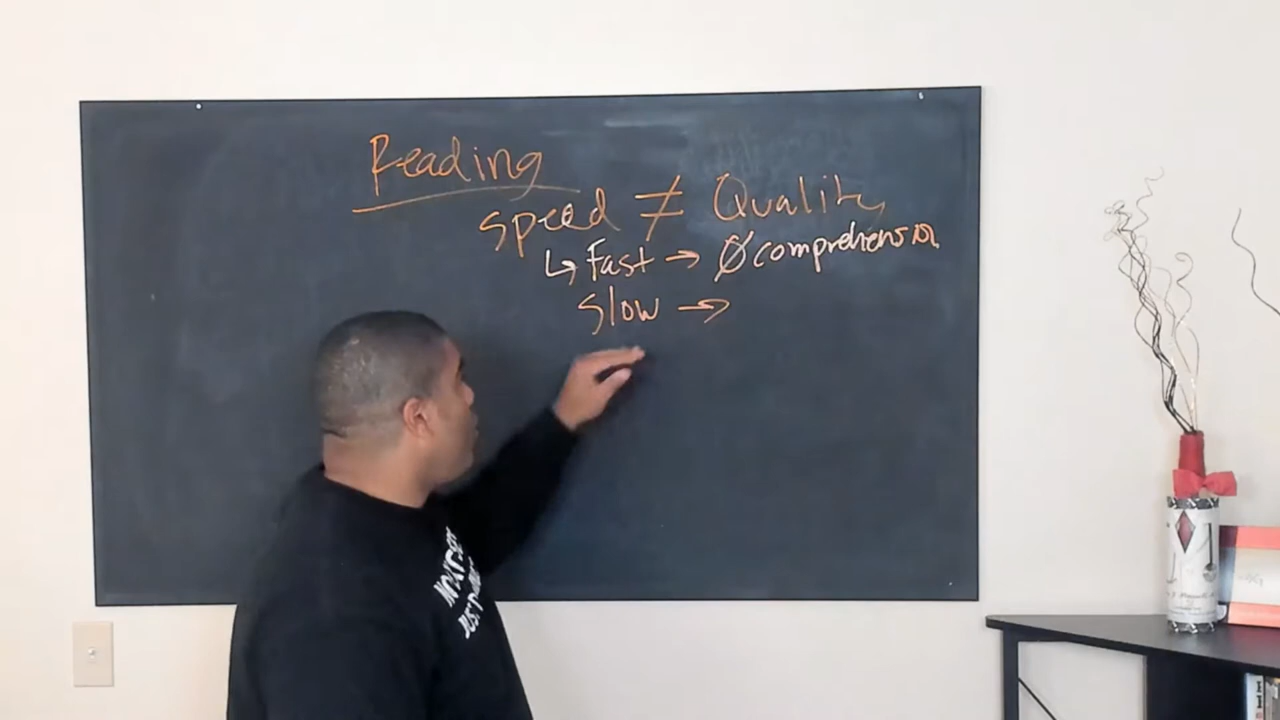 Reading
Speed ≠ Quality
↳ Fast → Ø comprehension
Slow →